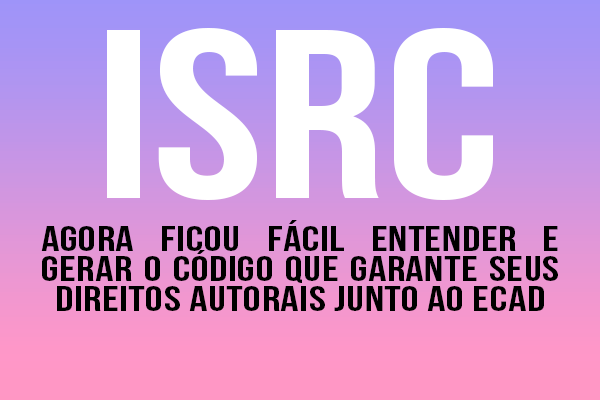 ISRC
AGORA FICOU FÁCIL ENTENDER E
GERAR O CÓDIGO QUE GARANTE SEUS
DIREITOS AUTORAIS JUNTO AO ECAD